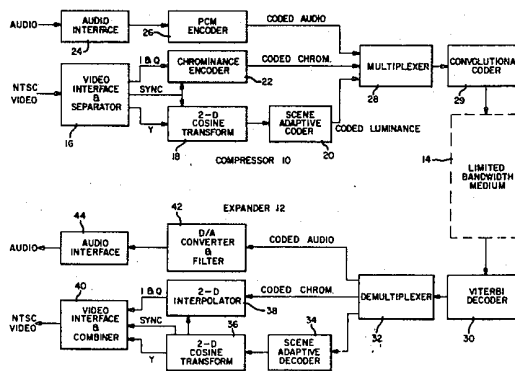 AUDIO
AUDIO INTERFACE
24
PCM ENCODER
26
CODED AUDIO
NTSC VIDEO
VIDEO INTERFACE & SEPARATOR
16
I & Q
SYNC
Y
CHROMINANCE ENCODER
22
CODED CHROM.
2-D COSINE TRANSFORM
18
SCENE ADAPTIVE CODER
20
CODED LUMINANCE
MULTIPLEXER
28
CONVOLUTIONAL CODER
29
COMPRESSOR 10
14
LIMITED BANDWIDTH MEDIUM
EXPANDER 12
AUDIO
44
AUDIO INTERFACE
42
D/A CONVERTER & FILTER
CODED AUDIO
NTSC VIDEO
40
VIDEO INTERFACE & COMBINER
I & Q
SYNC
Y
2-D INTERPOLATOR
38
CODED CHROM.
36
2-D COSINE TRANSFORM
34
SCENE ADAPTIVE DECODER
DEMULTIPLEXER
32
VITERBI DECODER
30